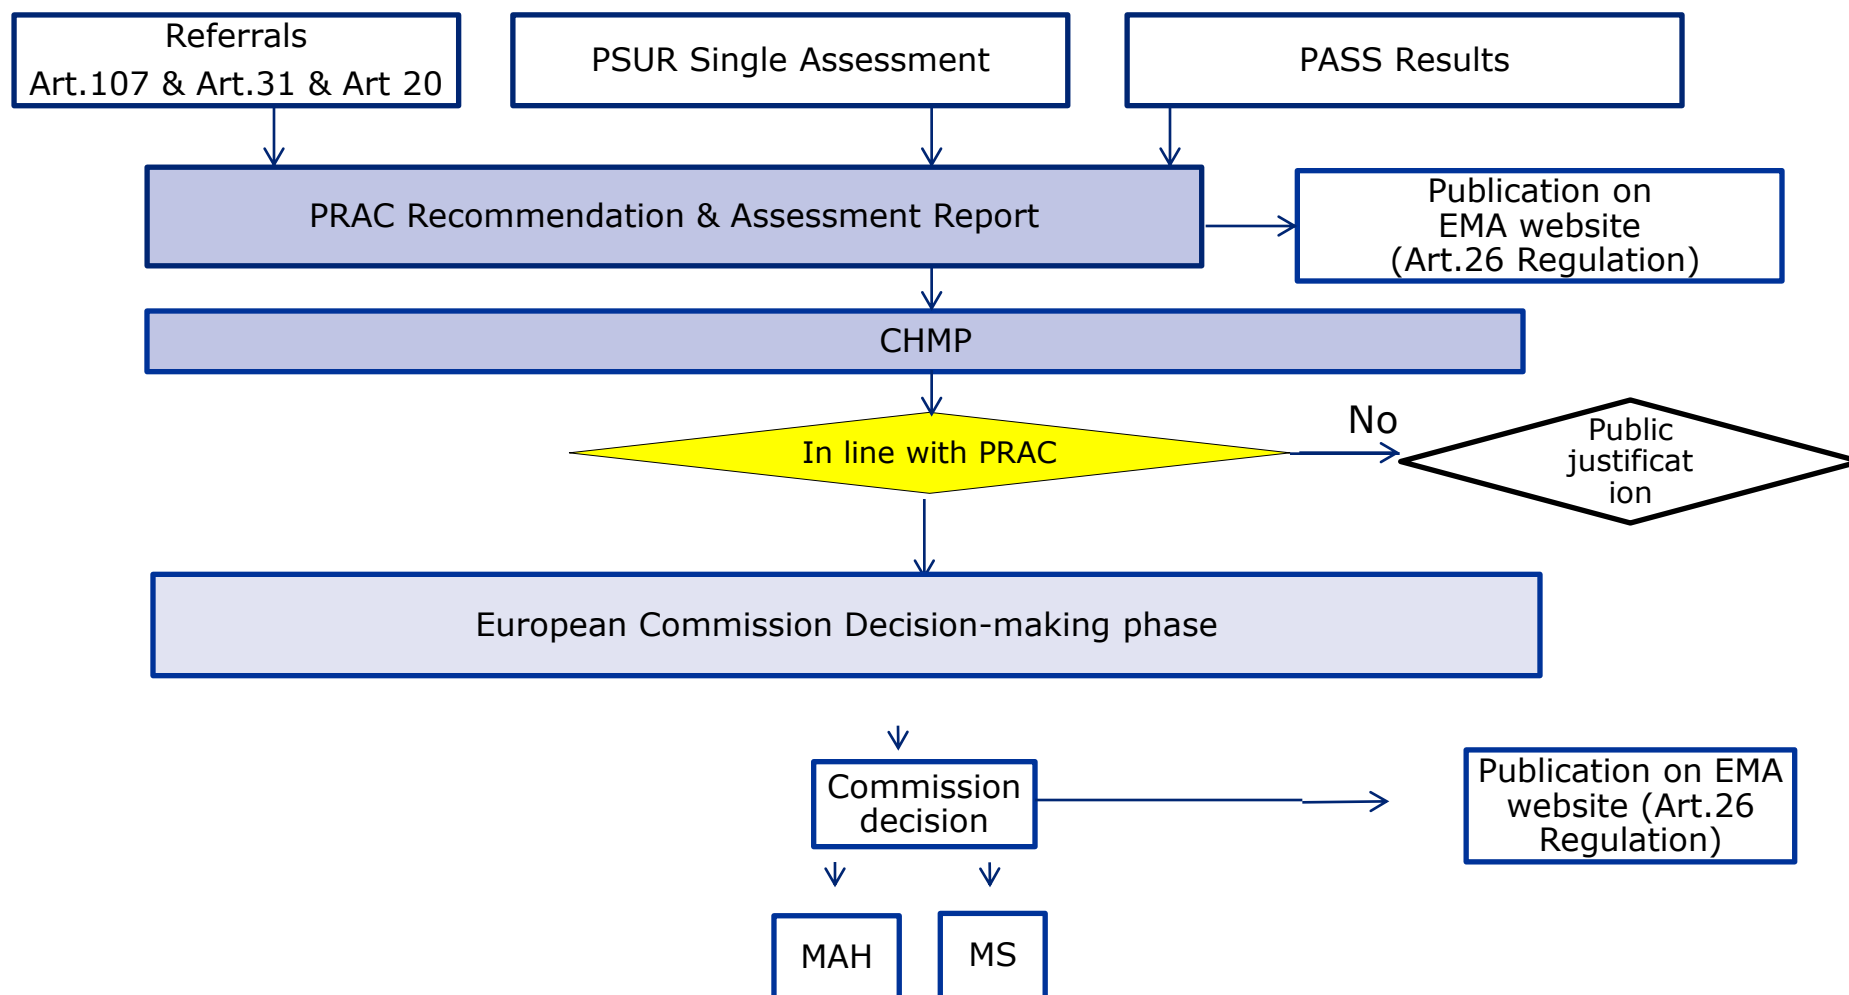 Referrals
Art.107 & Art.31 & Art 20
PSUR Single Assessment
PASS Results
PRAC Recommendation & Assessment Report
Publication on
EMA website
(Art.26 Regulation)
CHMP
In line with PRAC
No
Public
justificat
ion
European Commission Decision-making phase
Commission
decision
Publication on EMA
website (Art.26
Regulation)
MAH
MS